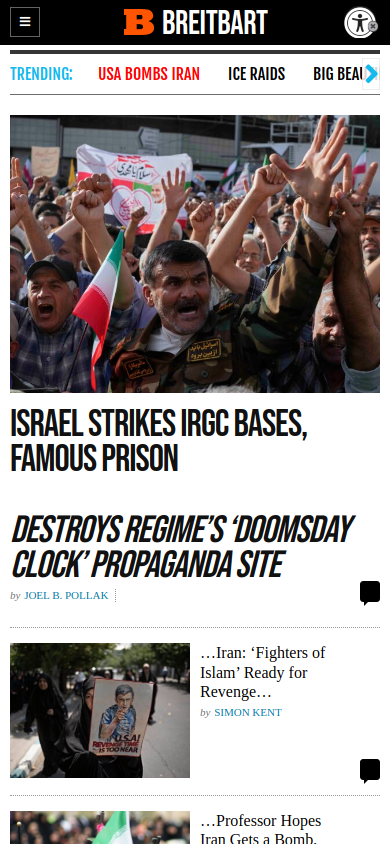 BREITBART
TRENDING:
USA BOMBS IRAN
ICE RAIDS
BIG BEAU
ISRAEL STRIKES IRGC BASES,
FAMOUS PRISON
DESTROYS REGIME'S ‘DOOMSDAY
CLOCK’ PROPAGANDA SITE
by JOEL B. POLLAK
…Iran: ‘Fighters of
Islam’ Ready for
Revenge…
by SIMON KENT
U.S.A!
REVENGE TIME
IS TOO NEAR
…Professor Hopes
Iran Gets a Bomb,